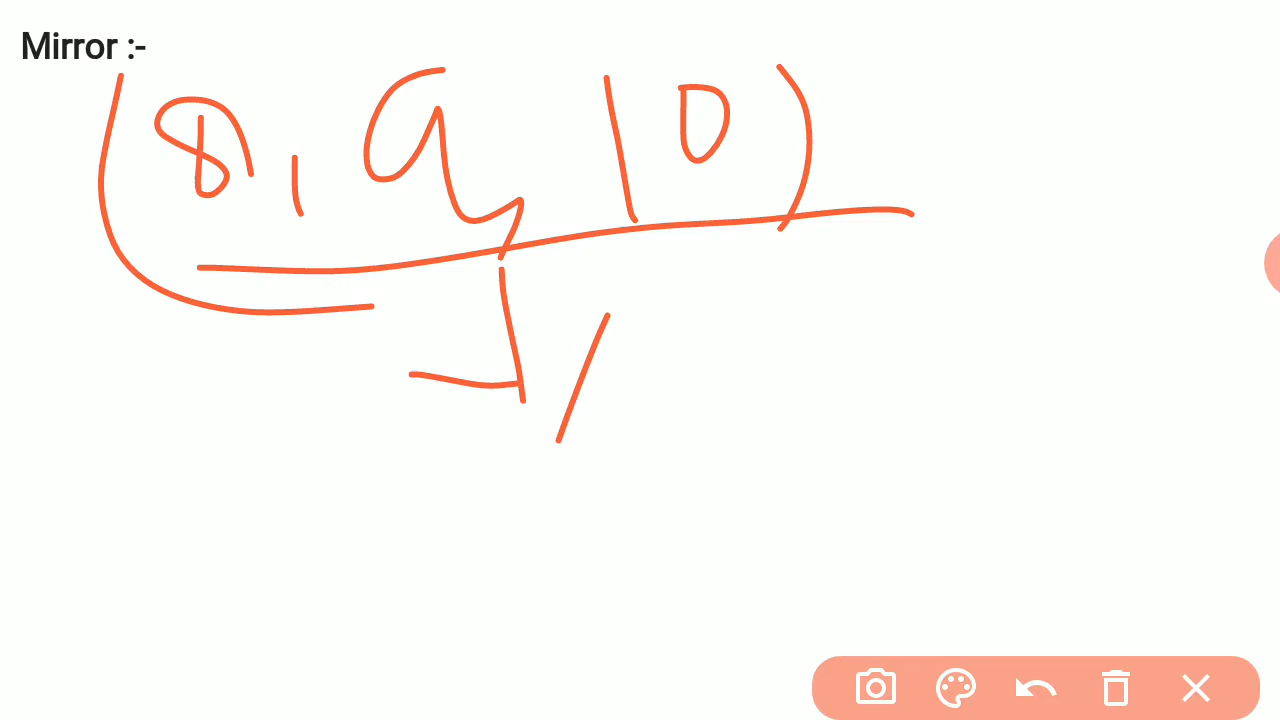 Mirror :-
(8, 9, 10)